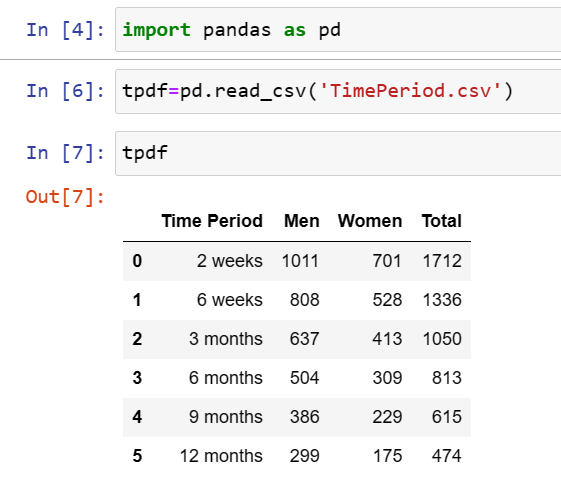 In [4]: import pandas as pd
In [6]: tpdf=pd.read_csv('TimePeriod.csv')
In [7]: tpdf
Out[7]:
Time Period Men Women Total
0 2 weeks 1011 701 1712
1 6 weeks 808 528 1336
2 3 months 637 413 1050
3 6 months 504 309 813
4 9 months 386 229 615
5 12 months 299 175 474